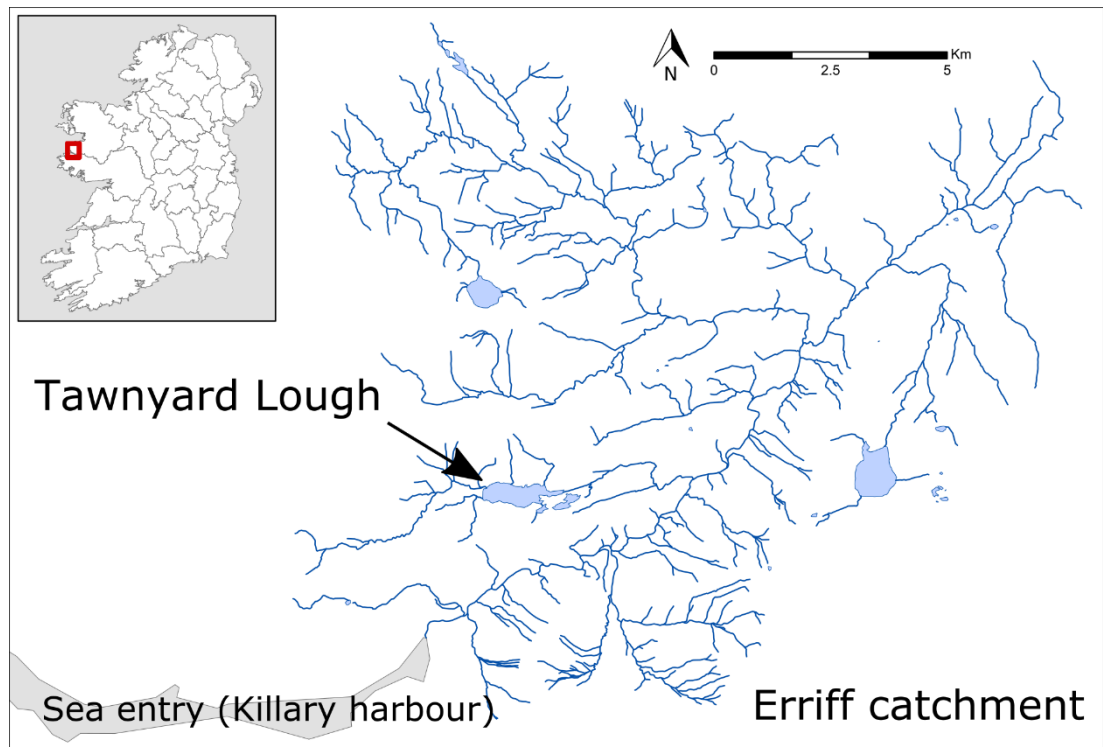 N
Km
0
2.5
5
Tawnyard Lough
Sea entry (Killary harbour)
Erriff catchment